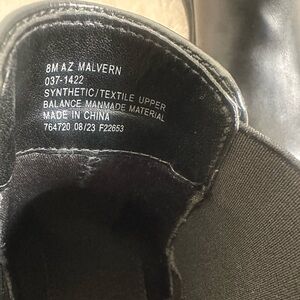 8M AZ MALVERN
037-1422
SYNTHETIC/TEXTILE UPPER
BALANCE MANMADE MATERIAL
MADE IN CHINA
764720 08/23 F22653